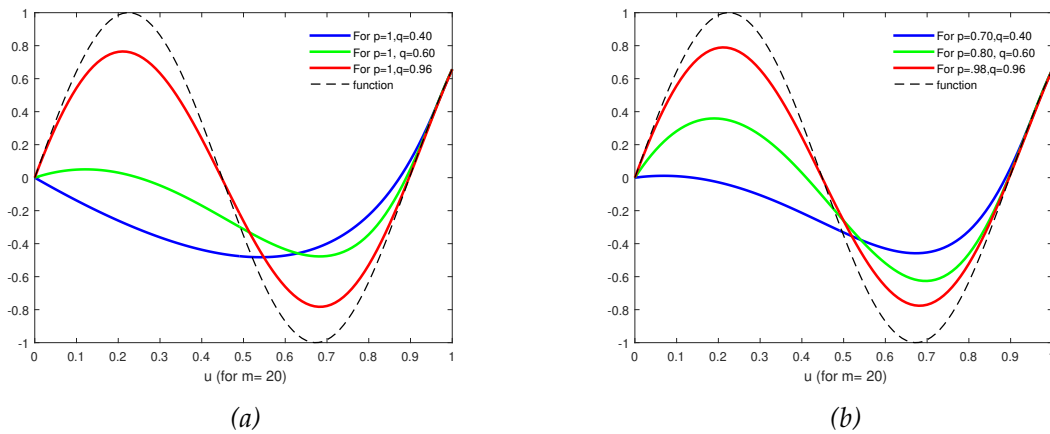 1
0.8
0.6
0.4
0.2
0
-0.2
-0.4
-0.6
-0.8
-1
0 0.1 0.2 0.3 0.4 0.5 0.6 0.7 0.8 0.9 1
u (for m= 20)
For p=1,q=0.40
For p=1, q=0.60
For p=1,q=0.96
function
(a)
1
0.8
0.6
0.4
0.2
0
-0.2
-0.4
-0.6
-0.8
-1
0 0.1 0.2 0.3 0.4 0.5 0.6 0.7 0.8 0.9 1
u (for m= 20)
For p=0.70,q=0.40
For p=0.80, q=0.60
For p=.98,q=0.96
function
(b)